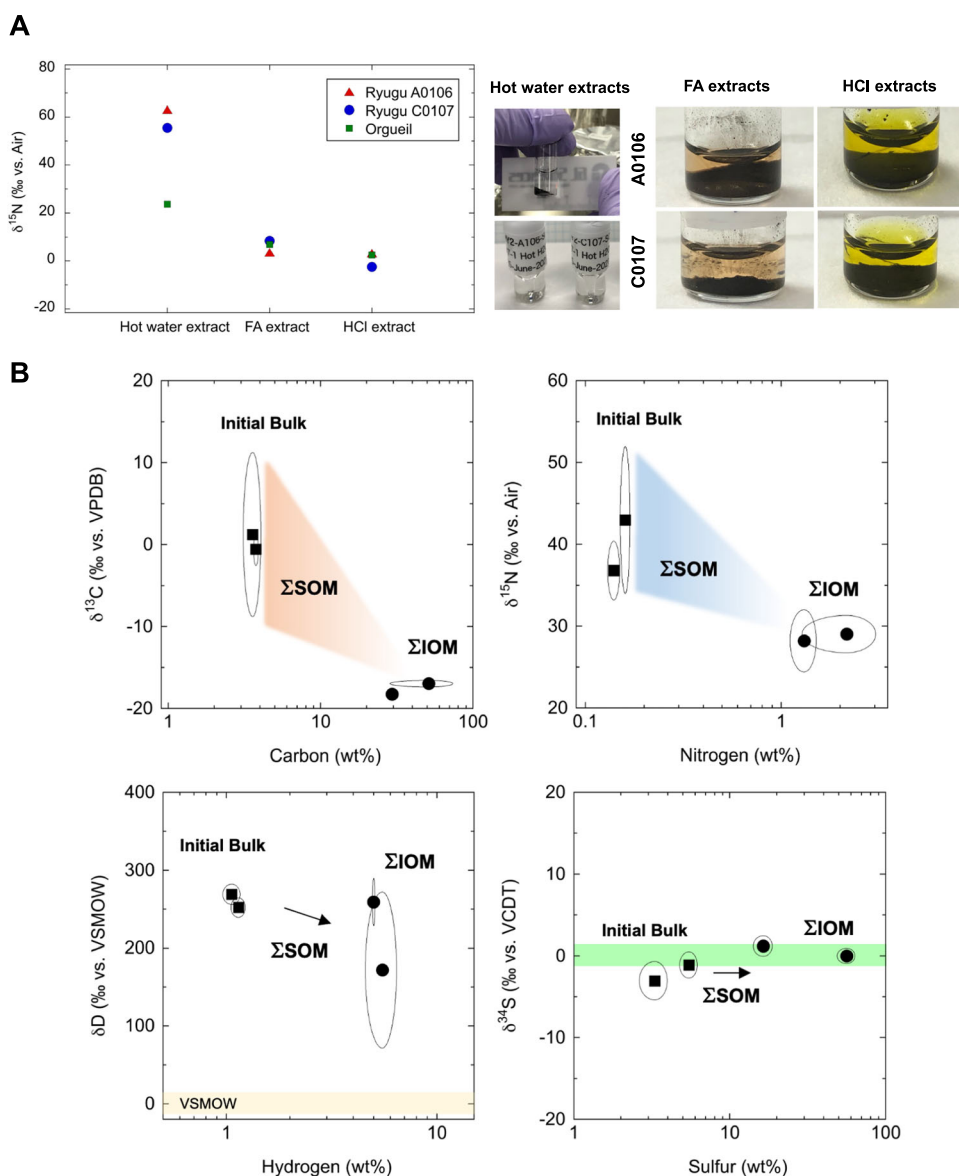 A
80
60
40
20
0
-20
δ15N (‰ vs. Air)
Ryugu A0106
Ryugu C0107
Orgueil
Hot water extract
FA extract
HCl extract
Hot water extracts
FA extracts
HCl extracts
A0106
C0107
B
20
10
0
-10
-20
δ13C (‰ vs. VPDB)
Initial Bulk
ΣSOM
ΣIOM
1
10
100
Carbon (wt%)
60
50
40
30
20
δ15N (‰ vs. Air)
Initial Bulk
ΣSOM
ΣIOM
0.1
1
Nitrogen (wt%)
400
300
200
100
0
δD (‰ vs. VSMOW)
Initial Bulk
ΣSOM
ΣIOM
VSMOW
1
10
Hydrogen (wt%)
20
10
0
-10
-20
δ34S (‰ vs. VCDT)
Initial Bulk
ΣSOM
ΣIOM
1
10
100
Sulfur (wt%)